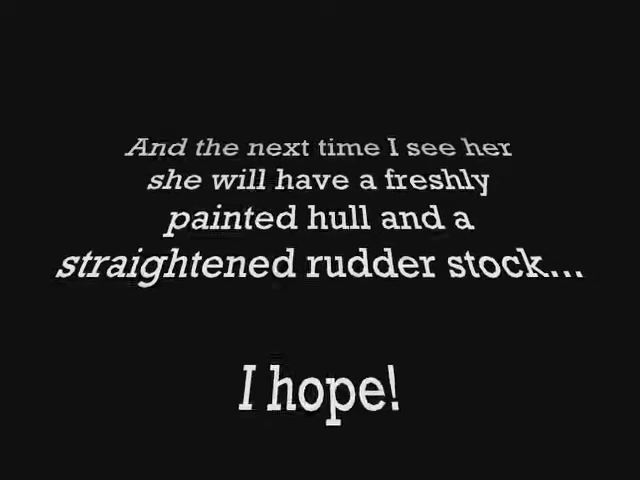 And the next time I see her
she will have a freshly
painted hull and a
straightened rudder stock...
I hope!